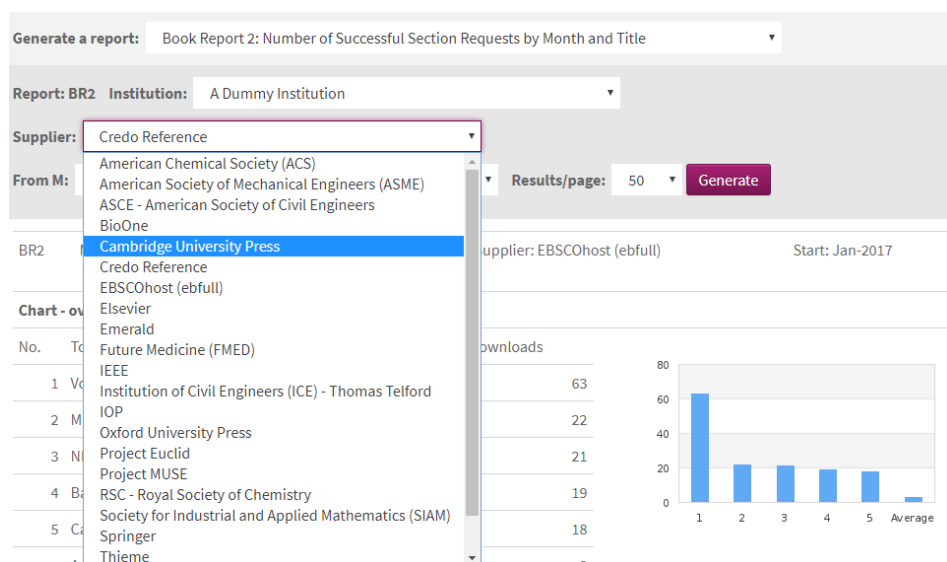 Generate a report: Book Report 2: Number of Successful Section Requests by Month and Title
Report: BR2 Institution: A Dummy Institution
Supplier: Credo Reference
American Chemical Society (ACS)
American Society of Mechanical Engineers (ASME)
ASCE - American Society of Civil Engineers
BioOne
Cambridge University Press
Credo Reference
EBSCOhost (ebfull)
Elsevier
Emerald
Future Medicine (FMED)
IEEE
Institution of Civil Engineers (ICE) - Thomas Telford
IOP
Oxford University Press
Project Euclid
Project MUSE
RSC - Royal Society of Chemistry
Society for Industrial and Applied Mathematics (SIAM)
Springer
Thieme
From M: Results/page: 50 Generate
BR2 Supplier: EBSCOhost (ebfull) Start: Jan-2017
Chart - ov
No. To ownloads
1 Vo 63
2 M 22
3 21
4 Ba 19
5 Ca 18
80
60
40
20
0
1 2 3 4 5 Average